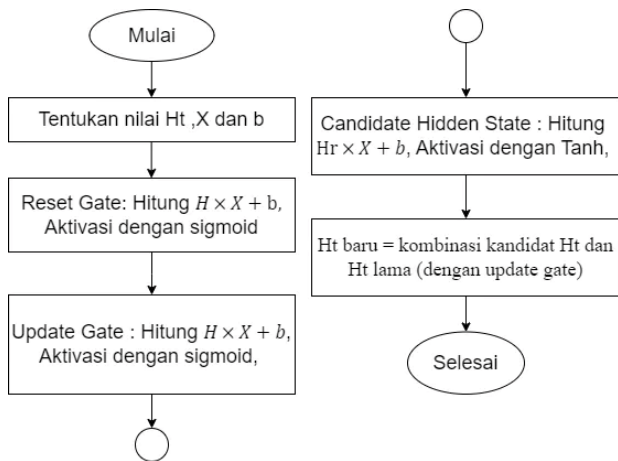 Mulai
Tentukan nilai Ht ,X dan b
Reset Gate: Hitung H × X + b,
Aktivasi dengan sigmoid
Update Gate : Hitung H × X + b,
Aktivasi dengan sigmoid,
Candidate Hidden State : Hitung
Hr × X + b, Aktivasi dengan Tanh,
Ht baru = kombinasi kandidat Ht dan
Ht lama (dengan update gate)
Selesai